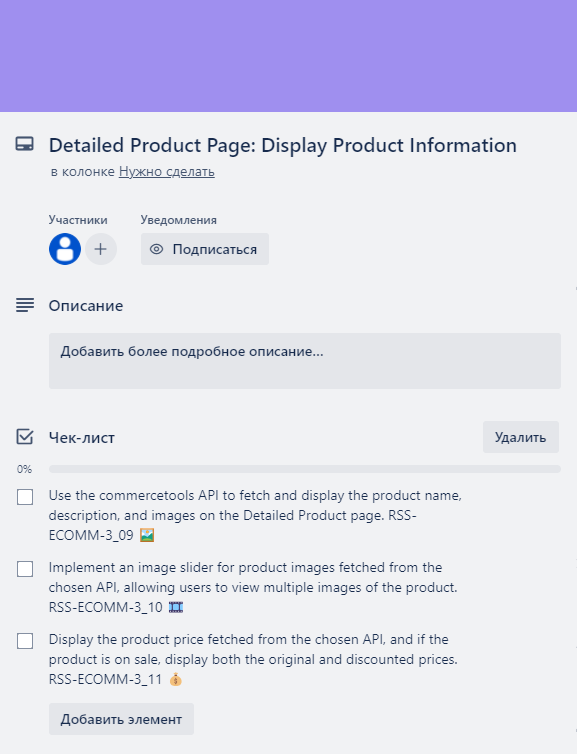 Detailed Product Page: Display Product Information
в колонке Нужно сделать
Участники
Уведомления
Подписаться
Описание
Добавить более подробное описание...
Чек-лист
Удалить
0%
Use the commercetools API to fetch and display the product name,
description, and images on the Detailed Product page. RSS-
ECOMM-3_09 🖼️
Implement an image slider for product images fetched from the
chosen API, allowing users to view multiple images of the product.
RSS-ECOMM-3_10 🎞️
Display the product price fetched from the chosen API, and if the
product is on sale, display both the original and discounted prices.
RSS-ECOMM-3_11 💰
Добавить элемент